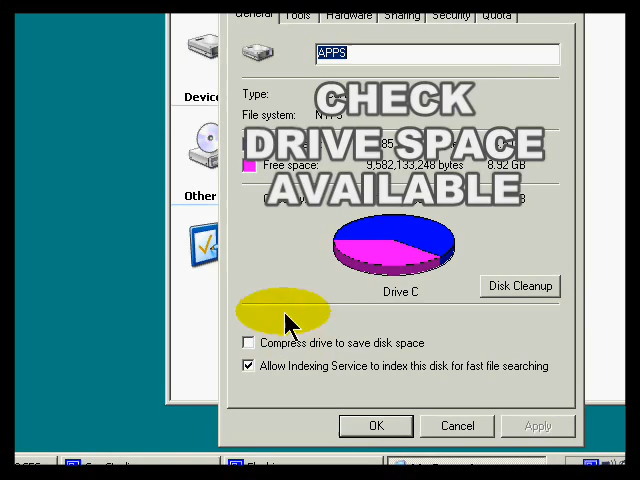 General Tools Hardware Sharing Security Quota
APPS
Type:
File system: NTFS
CHECK
DRIVE SPACE
AVAILABLE
Free space: 9,582,133,248 bytes 8.92 GB
Drive C
Disk Cleanup
Compress drive to save disk space
Allow Indexing Service to index this disk for fast file searching
OK Cancel Apply
Device
Other